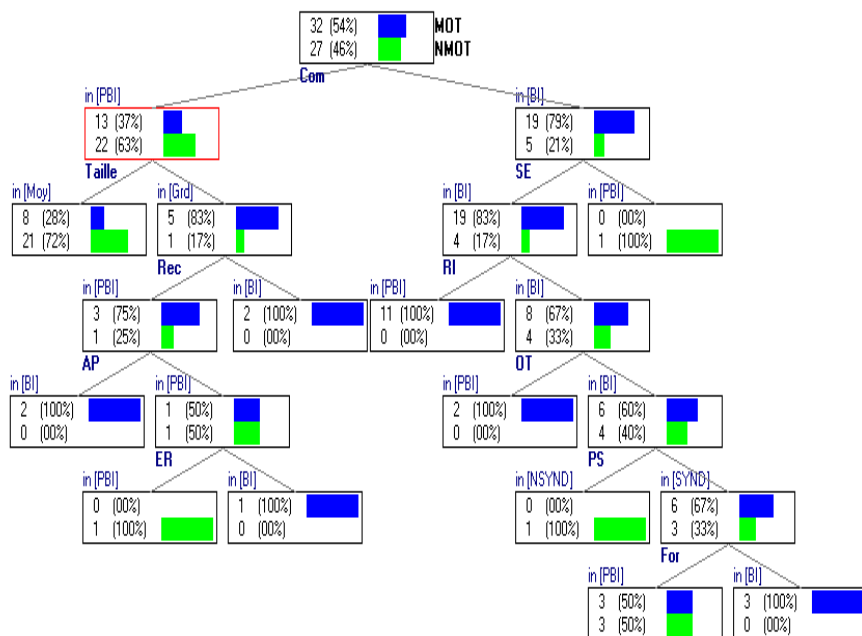 32 (54%) MOT
27 (46%) NMOT
Com
in [PBI]
13 (37%)
22 (63%)
Taille
in [BI]
19 (79%)
5 (21%)
SE
in [Moy]
8 (28%)
21 (72%)
in [Grd]
5 (83%)
1 (17%)
Rec
in [BI]
19 (83%)
4 (17%)
RI
in [PBI]
0 (00%)
1 (100%)
in [PBI]
3 (75%)
1 (25%)
AP
in [BI]
2 (100%)
0 (00%)
in [PBI]
11 (100%)
0 (00%)
in [BI]
8 (67%)
4 (33%)
OT
in [BI]
2 (100%)
0 (00%)
in [PBI]
1 (50%)
1 (50%)
ER
in [PBI]
2 (100%)
0 (00%)
in [BI]
6 (60%)
4 (40%)
PS
in [PBI]
0 (00%)
1 (100%)
in [BI]
1 (100%)
0 (00%)
in [NSYND]
0 (00%)
1 (100%)
in [SYND]
6 (67%)
3 (33%)
For
in [PBI]
3 (50%)
3 (50%)
in [BI]
3 (100%)
0 (00%)